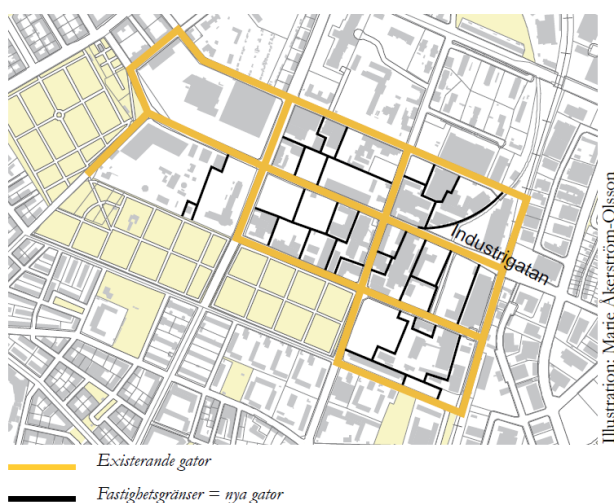 Industrigatan
Illustration: Marie Åkerström-Olsson
Existerande gator
Fastighetsgränser = nya gator